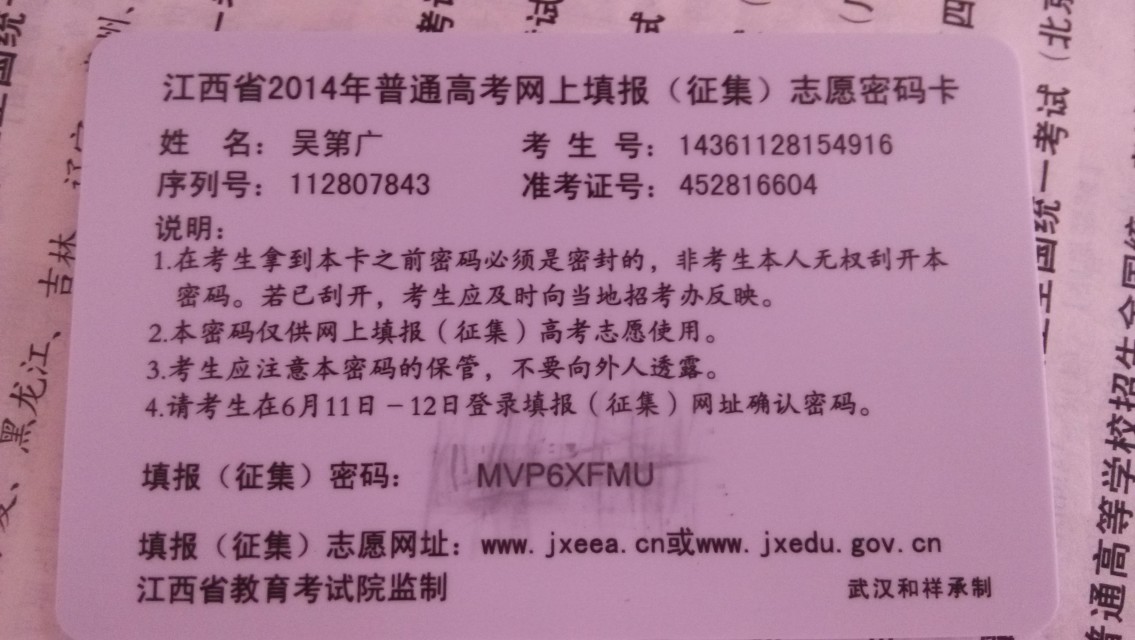 江西省2014年普通高考网上填报（征集）志愿密码卡
姓 名： 吴第广 考 生 号： 14361128154916
序列号： 112807843 准考证号： 452816604
说明：
1.在考生拿到本卡之前密码必须是密封的，非考生本人无权刮开本
密码。若已刮开，考生应及时向当地招考办反映。
2.本密码仅供网上填报（征集）高考志愿使用。
3.考生应注意本密码的保管，不要向外人透露。
4.请考生在6月11日－12日登录填报（征集）网址确认密码。
填报（征集）密码： MVP6XFMU
填报（征集）志愿网址：www.jxeea.cn或www.jxedu.gov.cn
江西省教育考试院监制 武汉和祥承制
黑龙江、吉林
国统一考试（北京
普通高等学校招生全国统